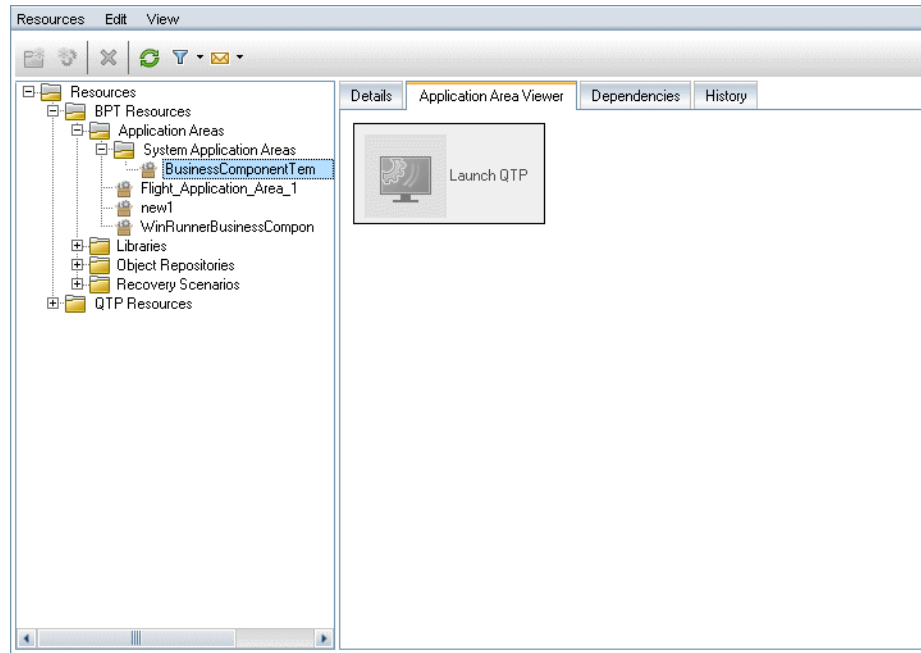 Resources Edit View
Resources
BPT Resources
Application Areas
System Application Areas
BusinessComponentTem
Flight_Application_Area_1
new1
WinRunnerBusinessCompon
Libraries
Object Repositories
Recovery Scenarios
QTP Resources
Details Application Area Viewer Dependencies History
Launch QTP